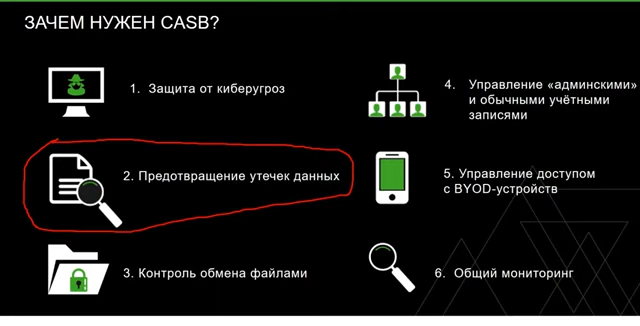 ЗАЧЕМ НУЖЕН CASB?
1. Защита от киберугроз
2. Предотвращение утечек данных
3. Контроль обмена файлами
4. Управление «админскими»
и обычными учётными
записями
5. Управление доступом
с BYOD-устройств
6. Общий мониторинг